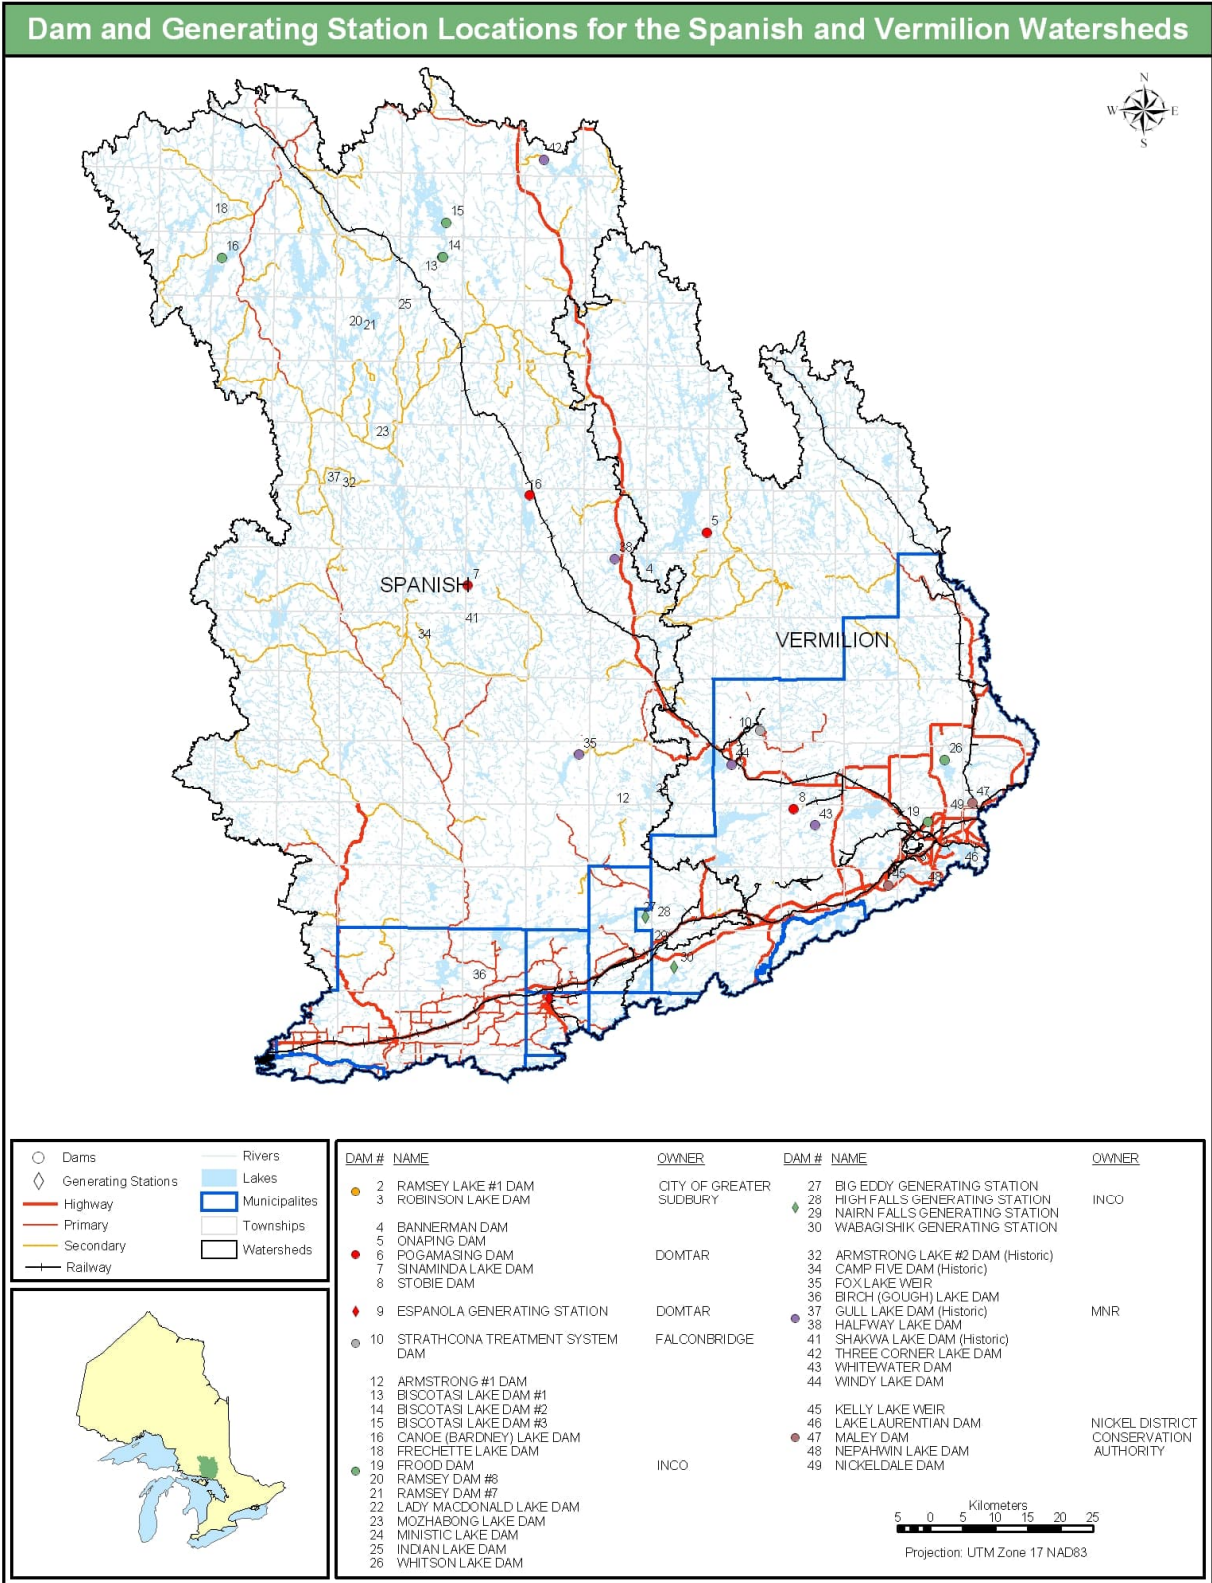 Dam and Generating Station Locations for the Spanish and Vermilion Watersheds
N
W E
S
42
18
15
16
14
13
25
20 21
23
37 32
6
5
38
4
SPANISH
7
VERMILION
41
34
10
35
44
26
12
24
8
43
47
49
19
46
45
48
27 28
29
30
36
Dams
Generating Stations
Highway
Primary
Secondary
Railway
Rivers
Lakes
Municipalites
Townships
Watersheds
DAM # NAME OWNER
2 RAMSEY LAKE #1 DAM CITY OF GREATER
3 ROBINSON LAKE DAM SUDBURY
4 BANNERMAN DAM
5 ONAPING DAM
6 POGAMASING DAM DOMTAR
7 SINAMINDA LAKE DAM
8 STOBIE DAM
9 ESPANOLA GENERATING STATION DOMTAR
10 STRATHCONA TREATMENT SYSTEM FALCONBRIDGE
DAM
12 ARMSTRONG #1 DAM
13 BISCOTASI LAKE DAM #1
14 BISCOTASI LAKE DAM #2
15 BISCOTASI LAKE DAM #3
16 CANOE (BARDNEY) LAKE DAM
18 FRECHETTE LAKE DAM
19 FROOD DAM INCO
20 RAMSEY DAM #8
21 RAMSEY DAM #7
22 LADY MACDONALD LAKE DAM
23 MOZHABONG LAKE DAM
24 MINISTIC LAKE DAM
25 INDIAN LAKE DAM
26 WHITSON LAKE DAM
DAM # NAME OWNER
27 BIG EDDY GENERATING STATION
28 HIGH FALLS GENERATING STATION INCO
29 NAIRN FALLS GENERATING STATION
30 WABAGISHIK GENERATING STATION
32 ARMSTRONG LAKE #2 DAM (Historic)
34 CAMP FIVE DAM (Historic)
35 FOX LAKE WEIR
36 BIRCH (GOUGH) LAKE DAM
37 GULL LAKE DAM (Historic) MNR
38 HALFWAY LAKE DAM
41 SHAKWA LAKE DAM (Historic)
42 THREE CORNER LAKE DAM
43 WHITEWATER DAM
44 WINDY LAKE DAM
45 KELLY LAKE WEIR
46 LAKE LAURENTIAN DAM NICKEL DISTRICT
47 MALEY DAM CONSERVATION
48 NEPAHWIN LAKE DAM AUTHORITY
49 NICKELDALE DAM
Kilometers
5 0 5 10 15 20 25
Projection: UTM Zone 17 NAD83